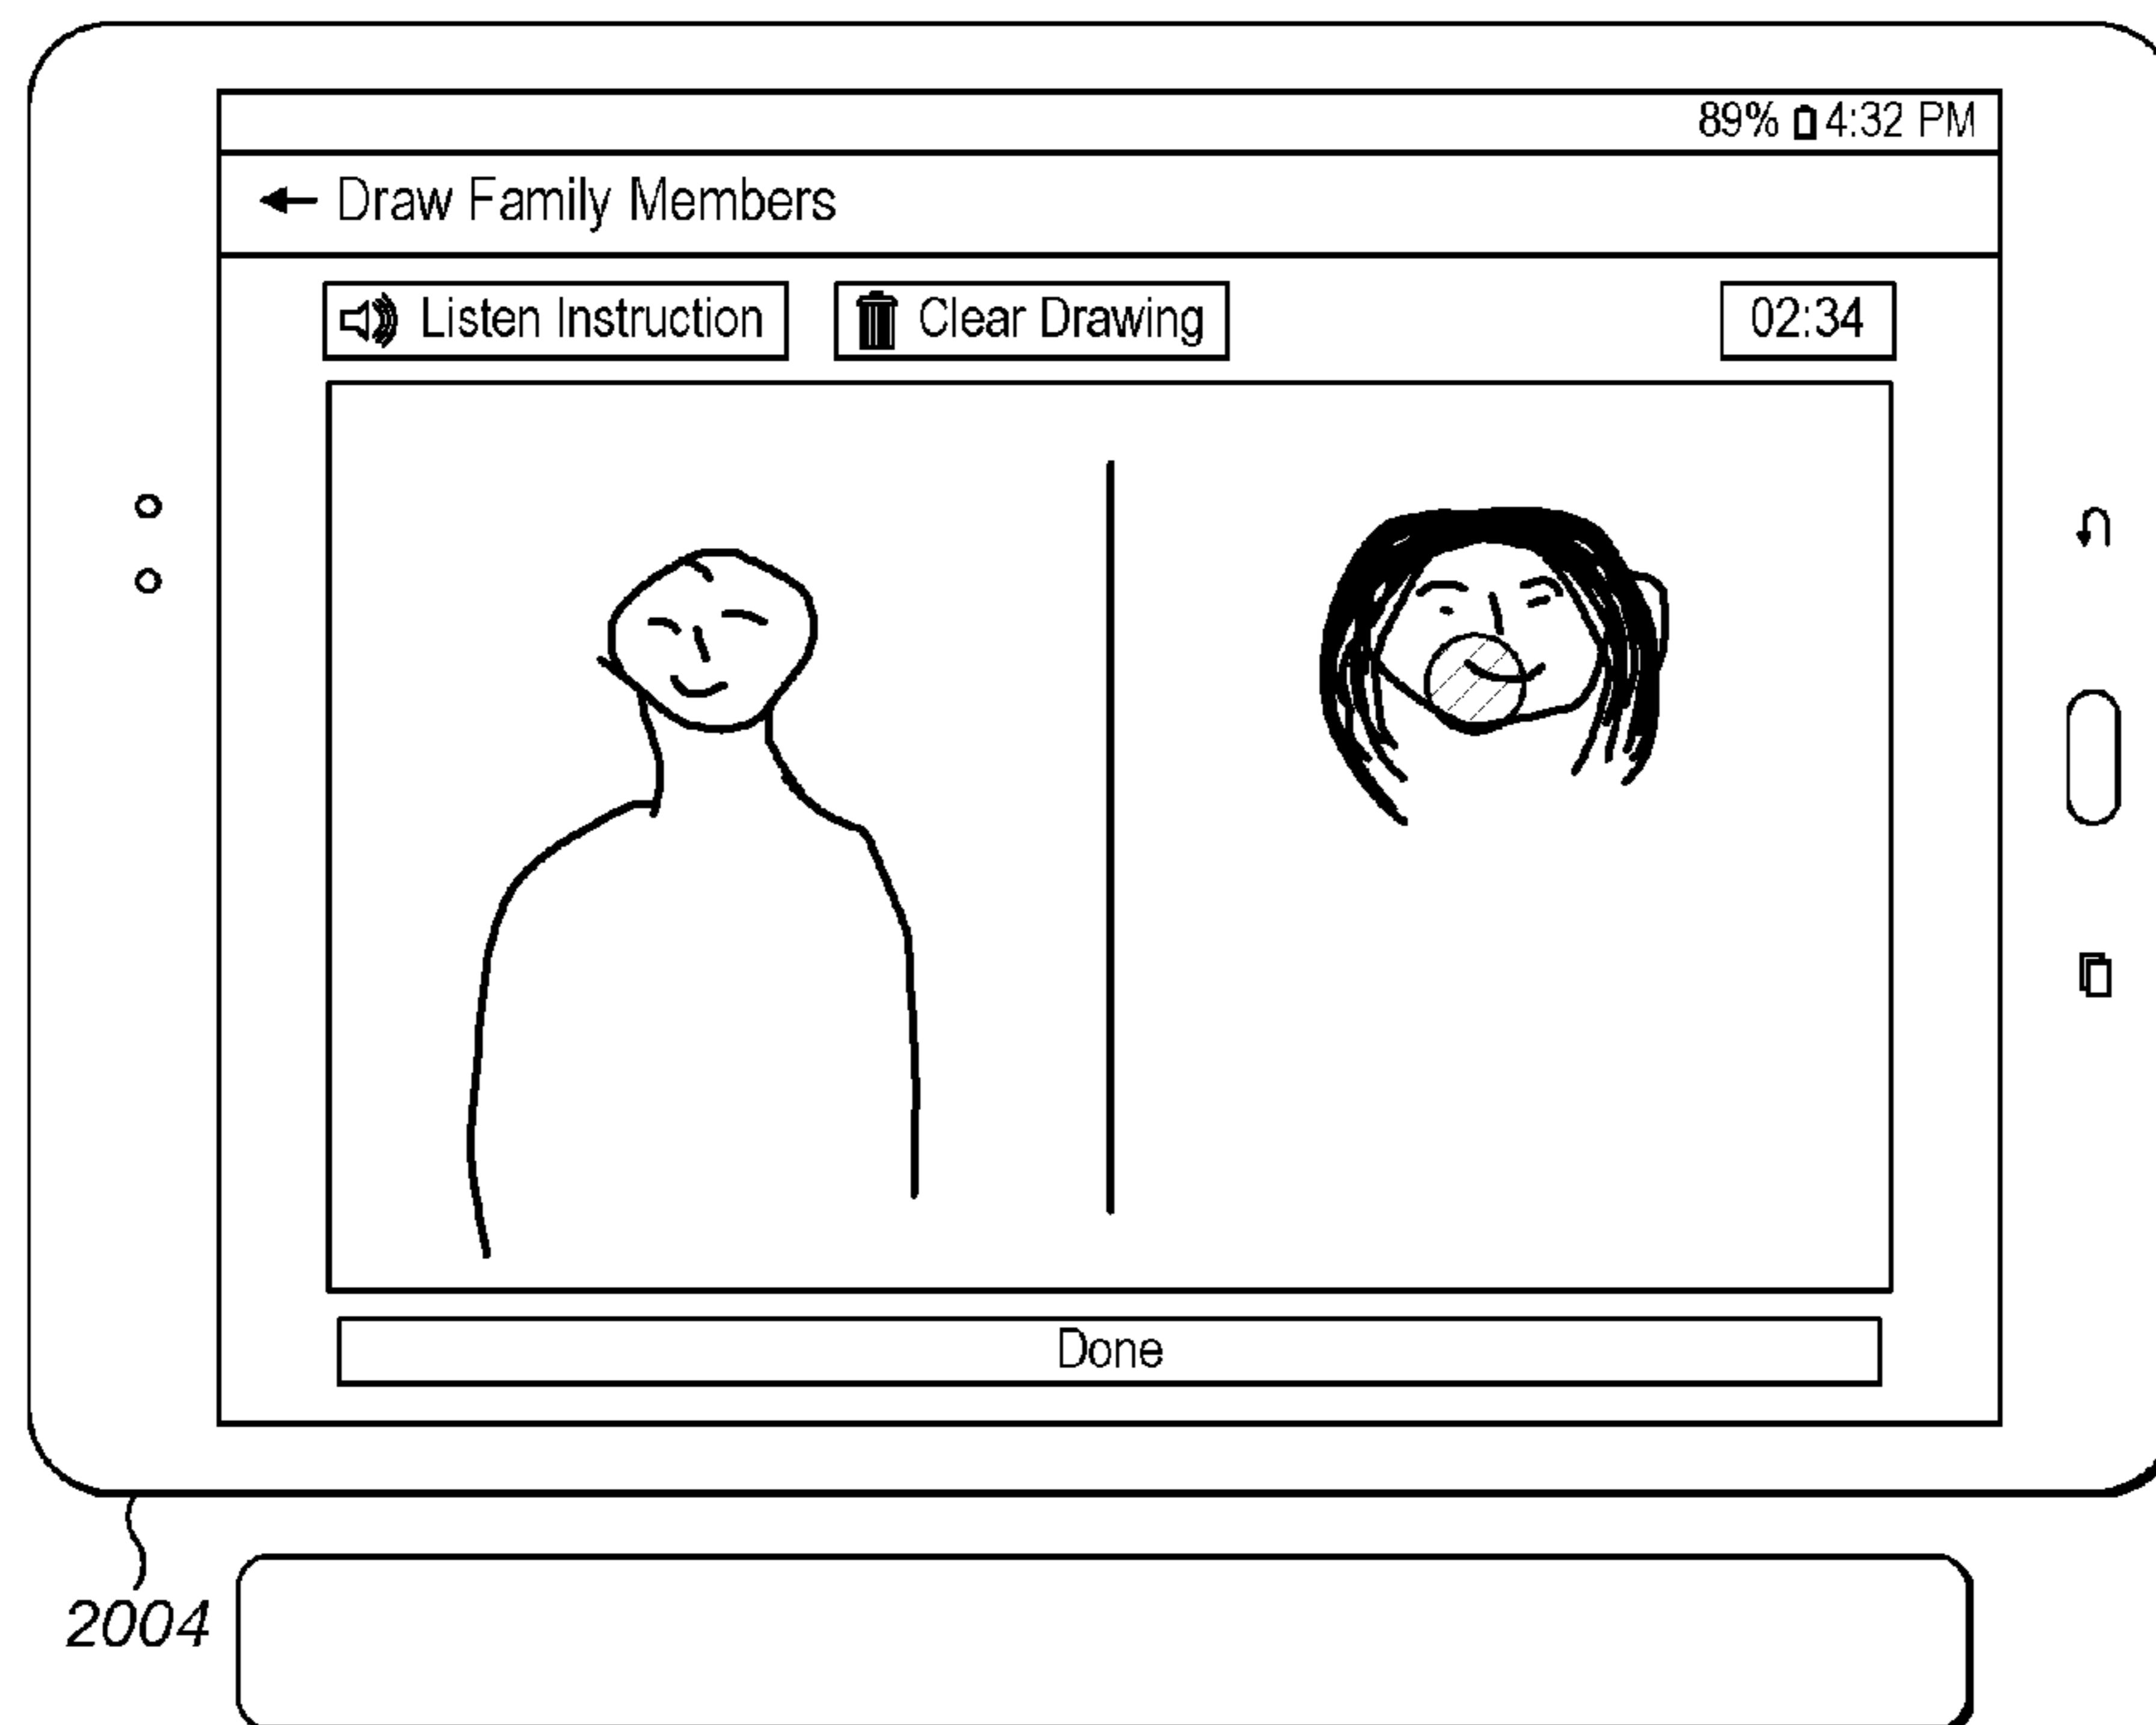 89% 4:32 PM
Draw Family Members
Listen Instruction Clear Drawing 02:34
Done
2004